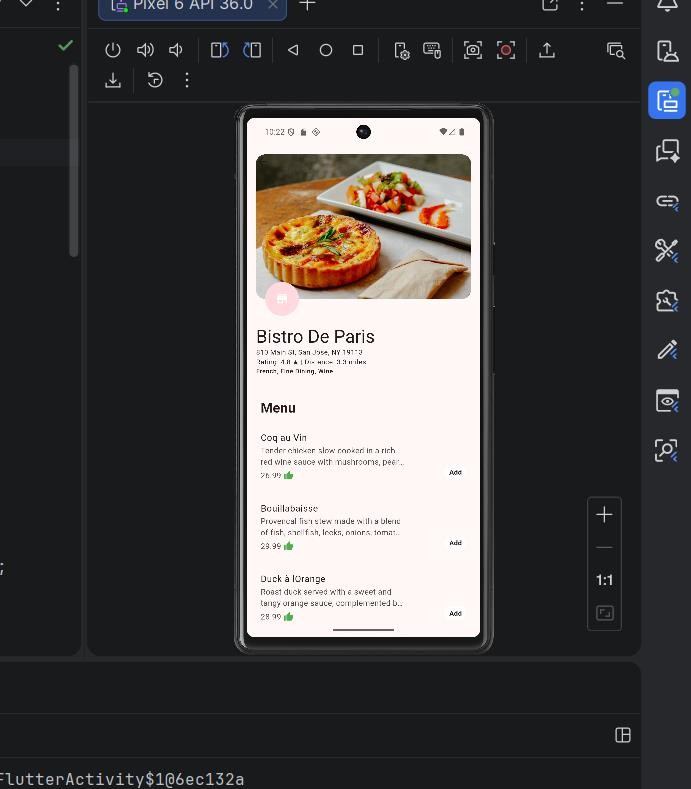 Pixel 6 API 36.0
10:22
Bistro De Paris
810 Main St, San Jose, NY 19113
Rating: 4.8 ★ | Distance: 3.3 miles
French, Fine Dining, Wine
Menu
Coq au Vin
Tender chicken slow-cooked in a rich
red wine sauce with mushrooms, pear...
26.99
Add
Bouillabaisse
Provencal fish stew made with a blend
of fish, shellfish, leeks, onions, tomat...
29.99
Add
Duck à lOrange
Roast duck served with a sweet and
tangy orange sauce, complemented b...
28.99
Add
1:1
;
FlutterActivity$1@6ec132a